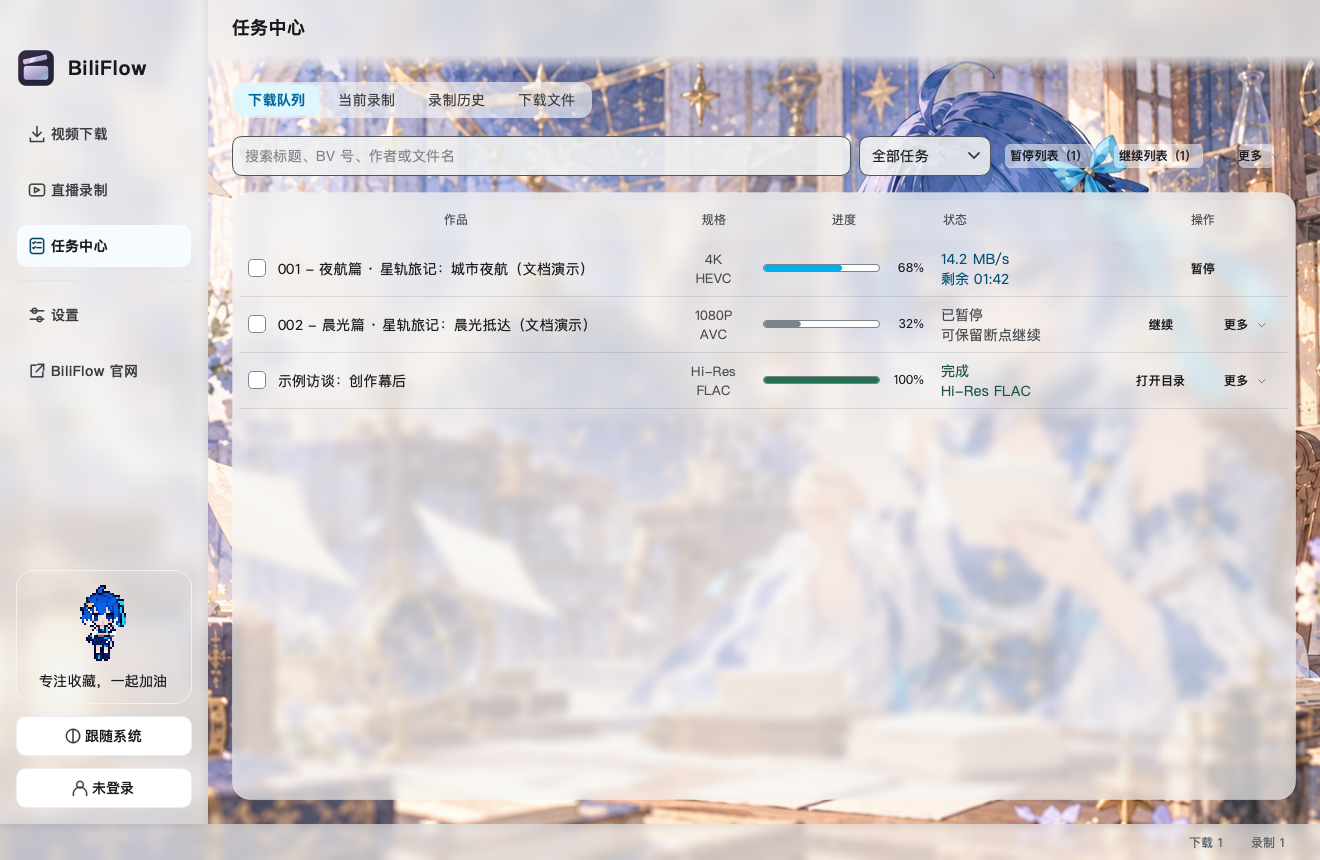 任务中心
BiliFlow
视频下载
直播录制
任务中心
设置
BiliFlow 官网
专注收藏，一起加油
跟随系统
未登录
下载队列 当前录制 录制历史 下载文件
搜索标题、BV 号、作者或文件名 全部任务 暂停列表（1） 继续列表（1） 更多
作品 规格 进度 状态 操作
001 – 夜航篇 · 星轨旅记：城市夜航（文档演示） 4K HEVC 68% 14.2 MB/s 剩余 01:42 暂停
002 – 晨光篇 · 星轨旅记：晨光抵达（文档演示） 1080P AVC 32% 已暂停 可保留断点继续 继续 更多
示例访谈：创作幕后 Hi-Res FLAC 100% 完成 Hi-Res FLAC 打开目录 更多
下载 1 录制 1